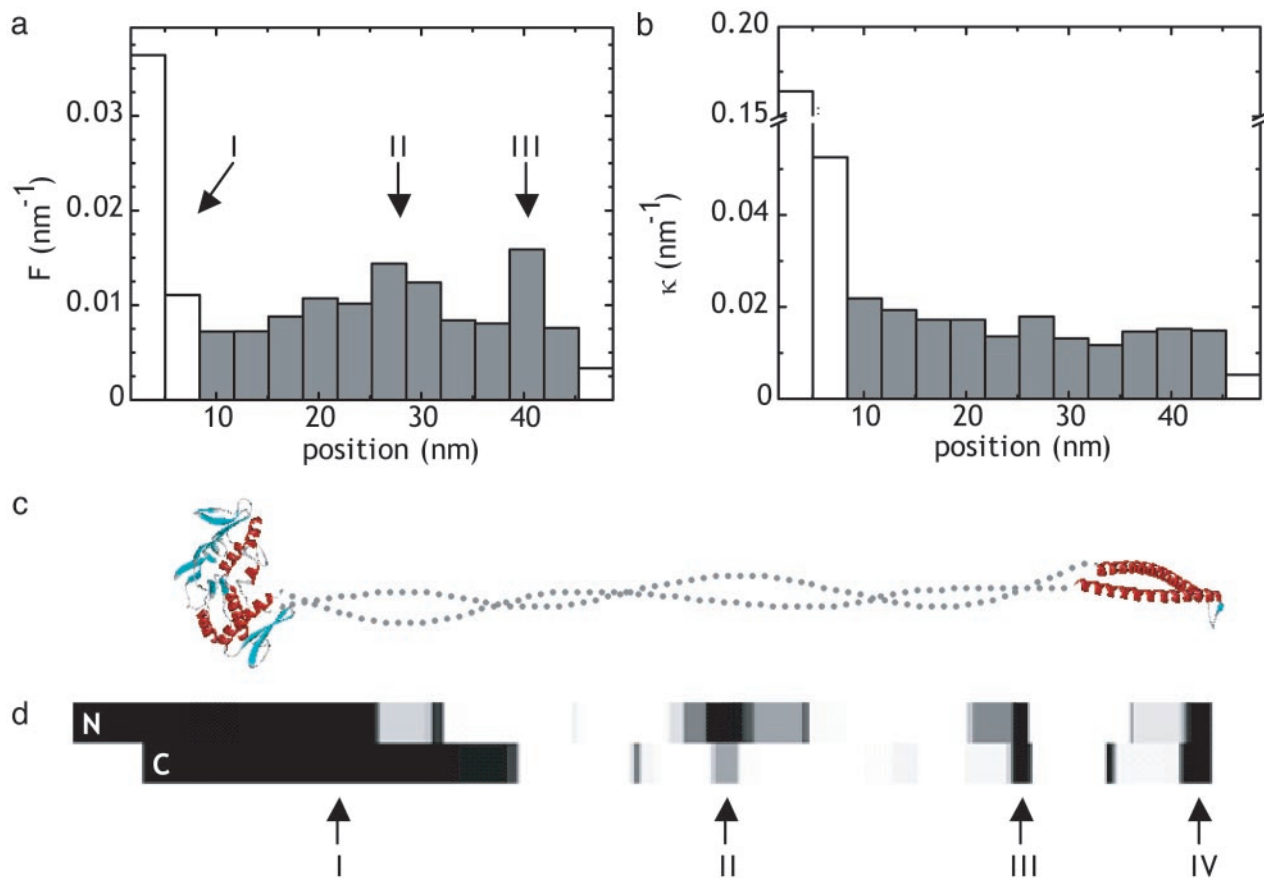 a
b
F (nm⁻¹)
0.03
0.02
0.01
0
I
II
III
10 20 30 40
position (nm)
κ (nm⁻¹)
0.20
0.15
0.04
0.02
0
10 20 30 40
position (nm)
c
d
N
C
I
II
III
IV